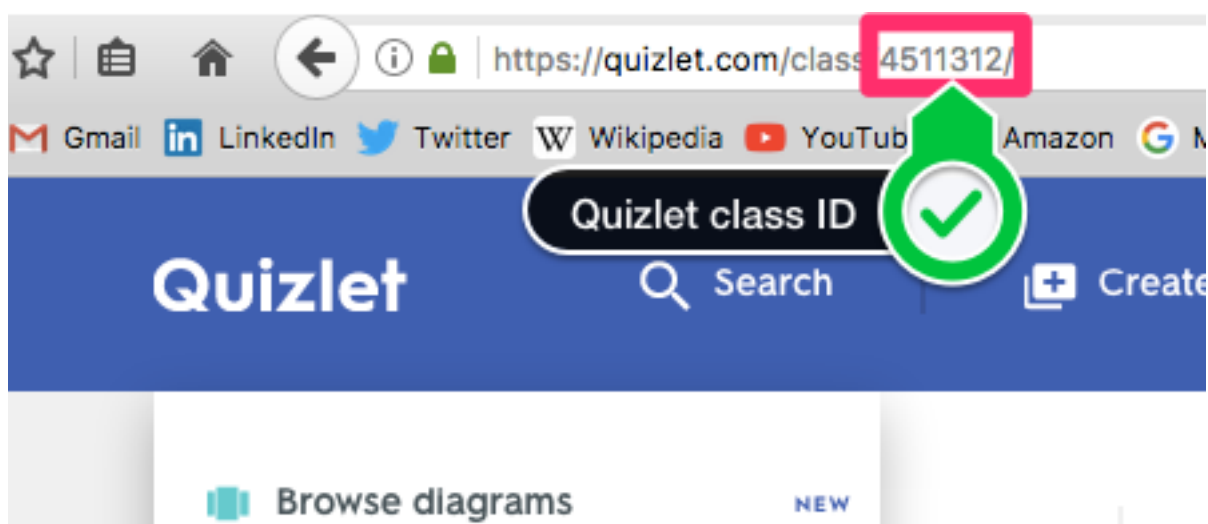 https://quizlet.com/class 4511312/
Gmail LinkedIn Twitter Wikipedia YouTub Amazon
Quizlet class ID
Quizlet Search Create
Browse diagrams NEW